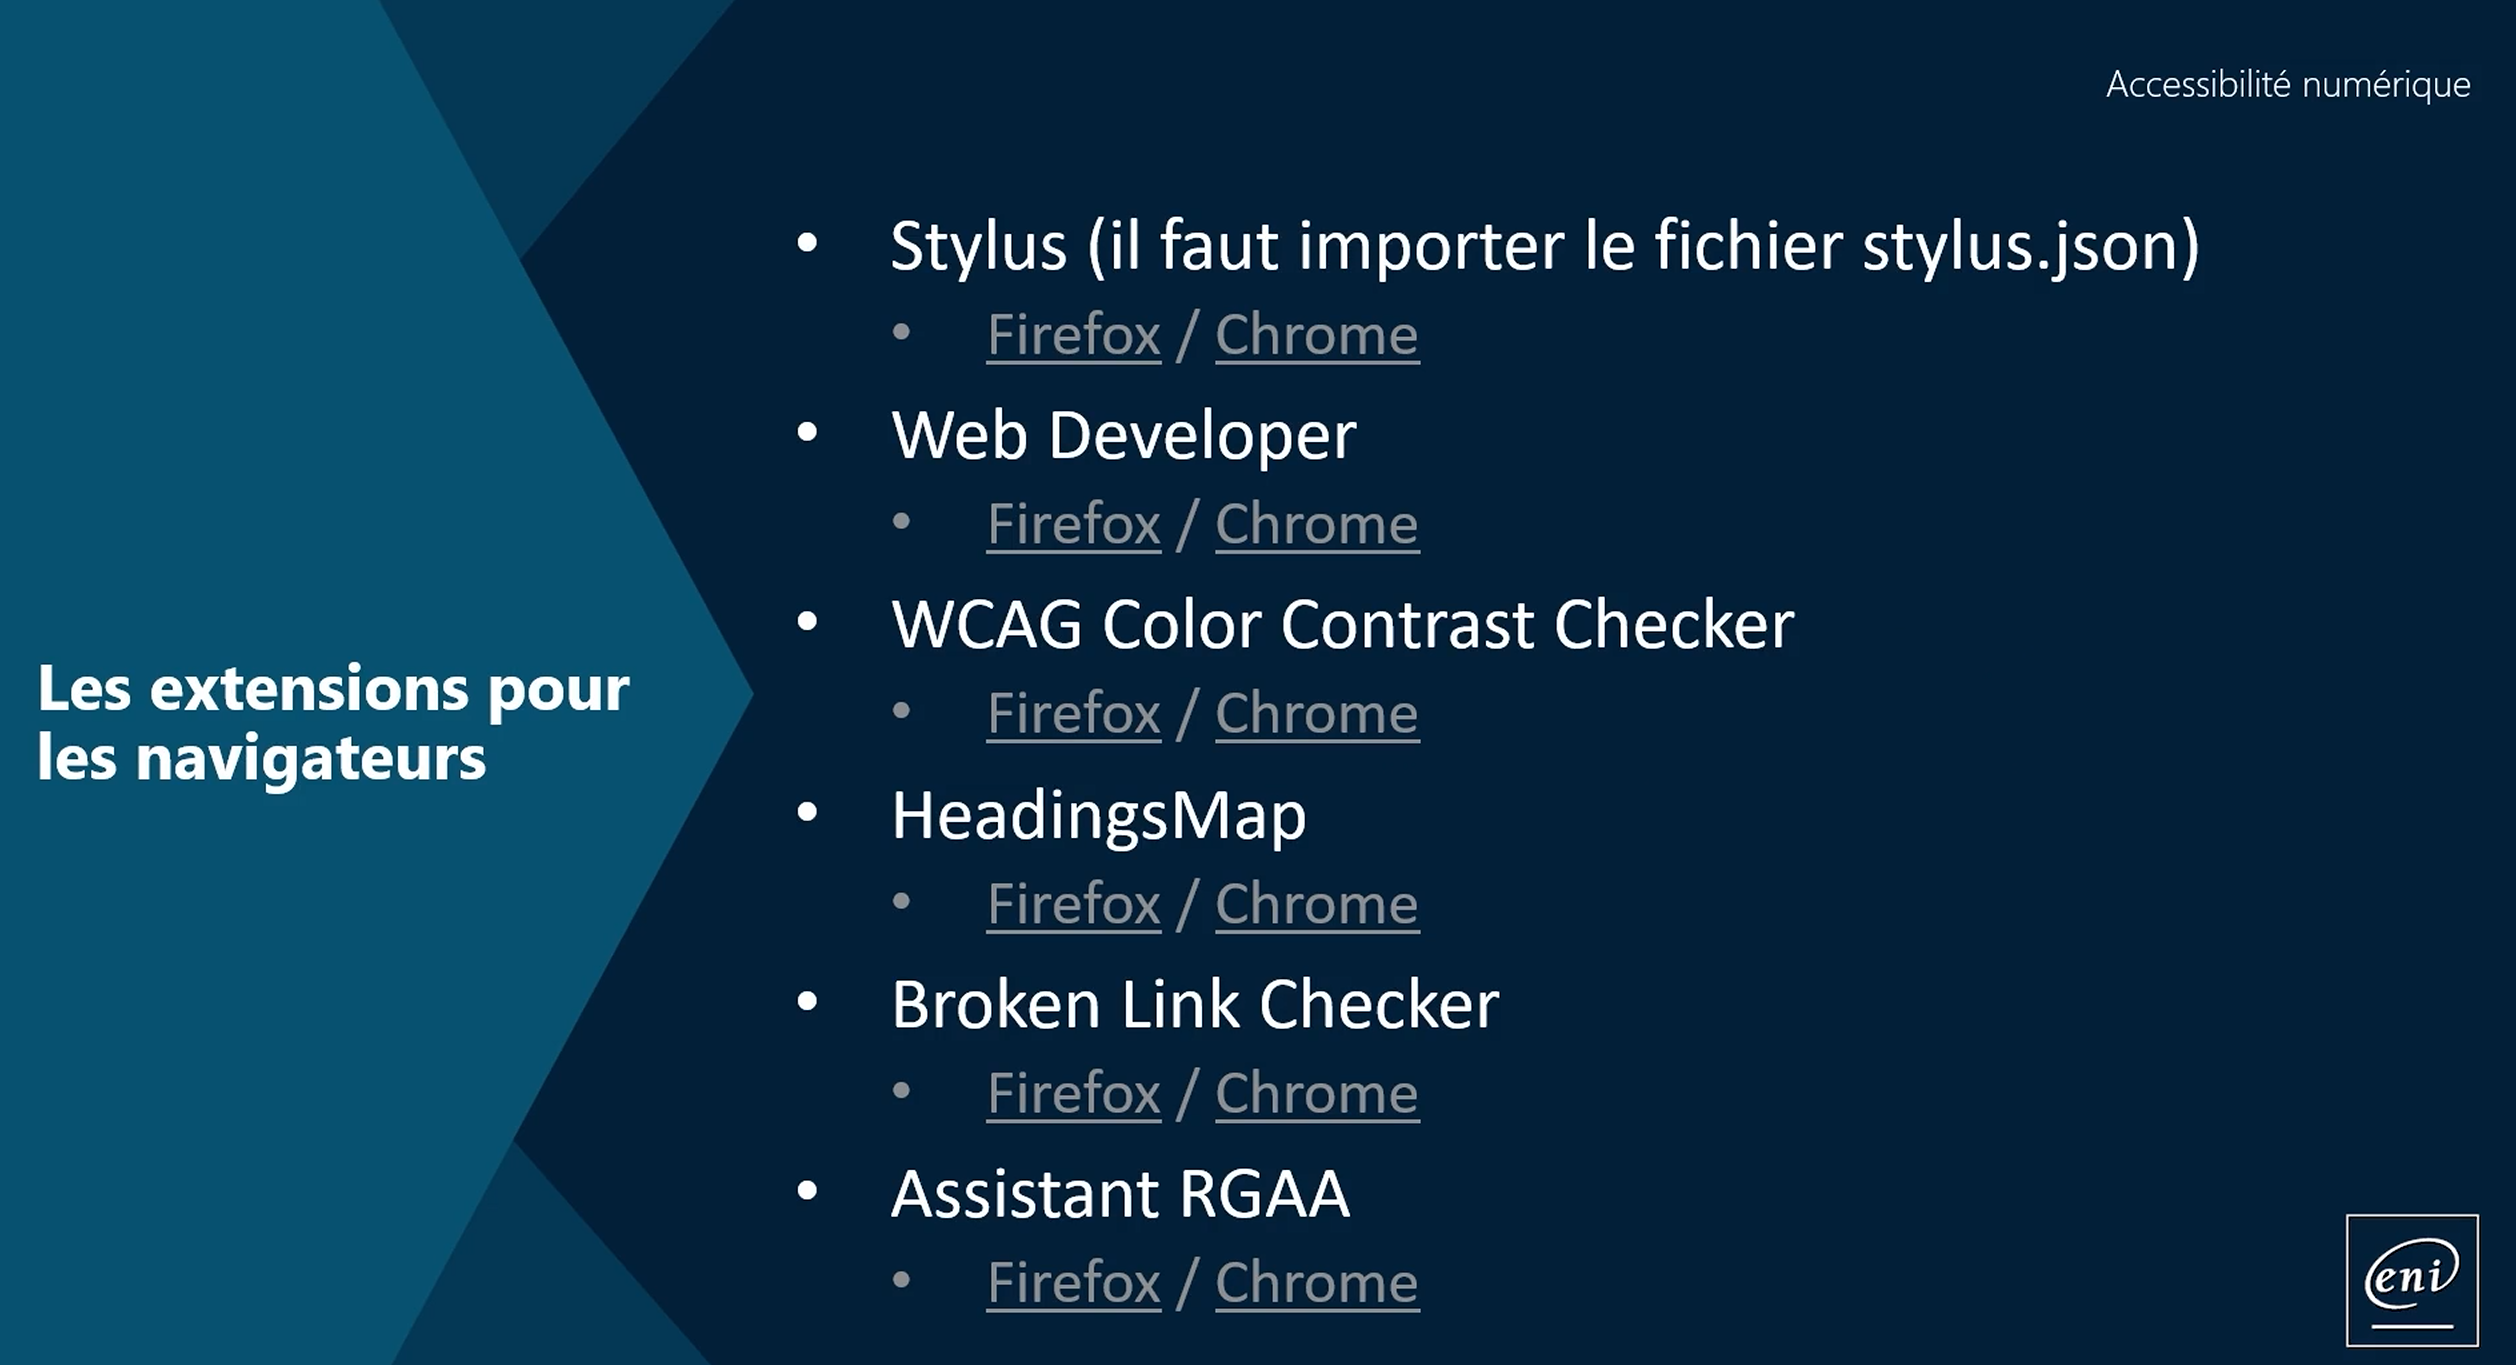 Accessibilité numérique
Les extensions pour
les navigateurs
• Stylus (il faut importer le fichier stylus.json)
• Firefox / Chrome
• Web Developer
• Firefox / Chrome
• WCAG Color Contrast Checker
• Firefox / Chrome
• HeadingsMap
• Firefox / Chrome
• Broken Link Checker
• Firefox / Chrome
• Assistant RGAA
• Firefox / Chrome
eni